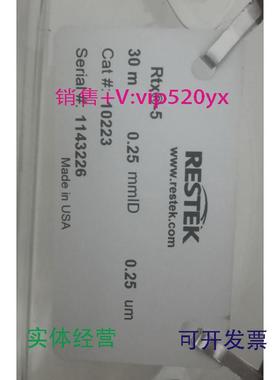 RESTEK
www.restek.com
Rtx®-5
30 m 0.25 mmID 0.25 um
Cat.# 10223
Serial#: 1143226
Made in USA
销售+V:vip520yx
实体经营 可开发票